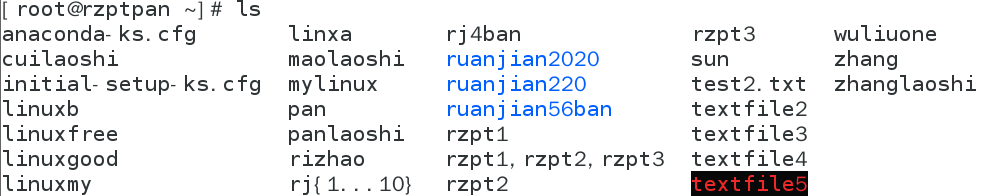 [ root@rzptpan ~] # ls
anaconda- ks. cfg linxa rj4ban rzpt3 wuliuone
cuilaoshi maolaoshi ruanjian2020 sun zhang
initial- setup- ks. cfg mylinux ruanjian220 test2. txt zhanglaoshi
linuxb pan ruanjian56ban textfile2
linuxfree panlaoshi rzpt1 textfile3
linuxgood rizhao rzpt1, rzpt2, rzpt3 textfile4
linuxmy rj{ 1. . . 10} rzpt2 textfile5